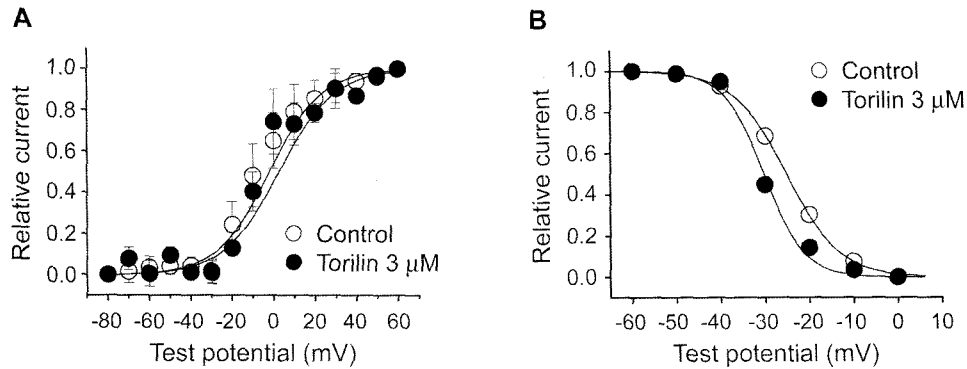 A
Relative current
1.0
0.8
0.6
0.4
0.2
0.0
Control
Torilin 3 μM
-80 -60 -40 -20 0 20 40 60
Test potential (mV)
B
Relative current
1.0
0.8
0.6
0.4
0.2
0.0
Control
Torilin 3 μM
-60 -50 -40 -30 -20 -10 0 10
Test potential (mV)